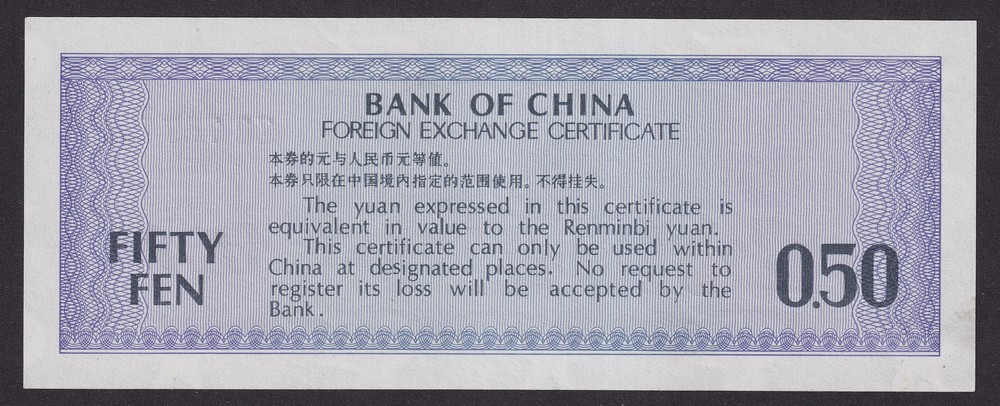 BANK OF CHINA
FOREIGN EXCHANGE CERTIFICATE
本券的元与人民币元等值。
本券只限在中国境内指定的范围使用。不得挂失。
The yuan expressed in this certificate is
equivalent in value to the Renminbi yuan.
This certificate can only be used within
China at designated places. No request to
register its loss will be accepted by the
Bank.
FIFTY
FEN
0.50